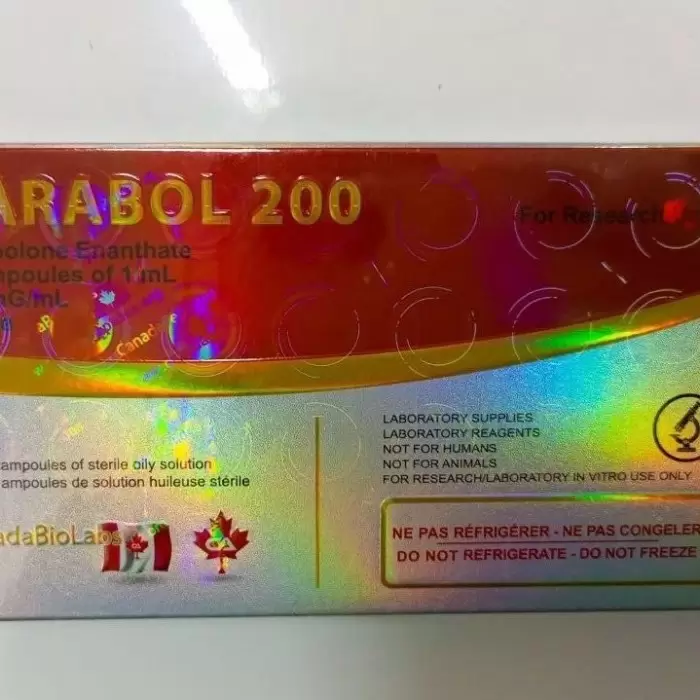 ARABOL 200
bolone Enanthate
mpoules of 1 mL
mG/mL
For Research
Canada
ampoules of sterile oily solution
ampoules de solution huileuse stérile
adaBioLabs
LABORATORY SUPPLIES
LABORATORY REAGENTS
NOT FOR HUMANS
NOT FOR ANIMALS
FOR RESEARCH/LABORATORY IN VITRO USE ONLY
NE PAS RÉFRIGÉRER - NE PAS CONGELER
DO NOT REFRIGERATE - DO NOT FREEZE